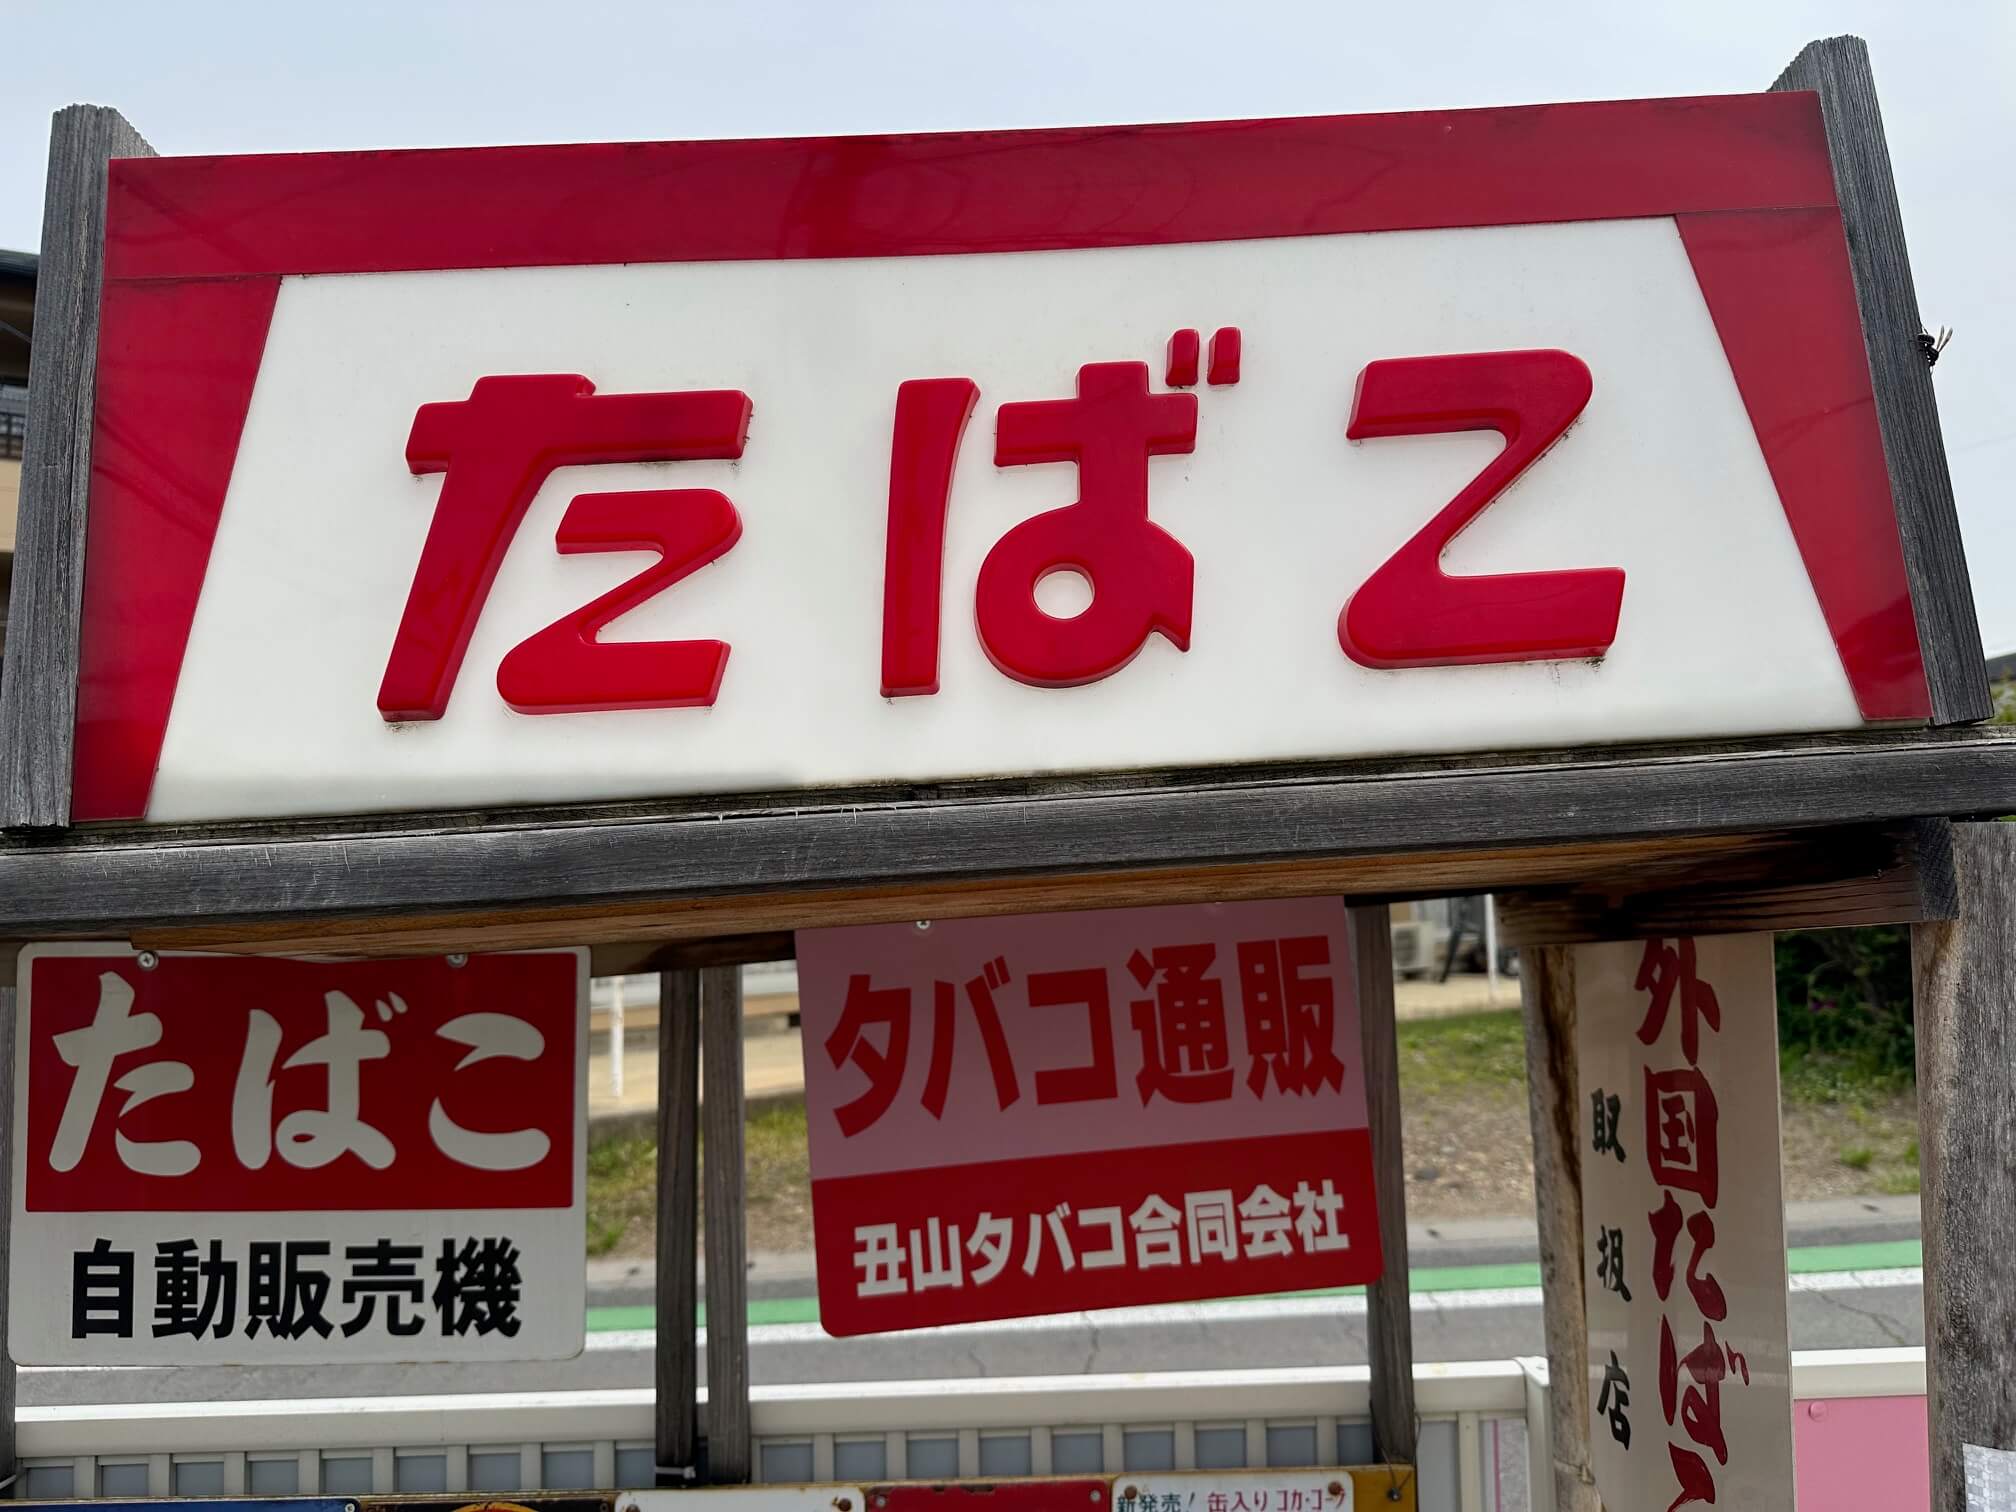 たばこ
たばこ
自動販売機
タバコ通販
丑山タバコ合同会社
外国たばこ
取扱店
新発売！缶入りコカ・コーラ